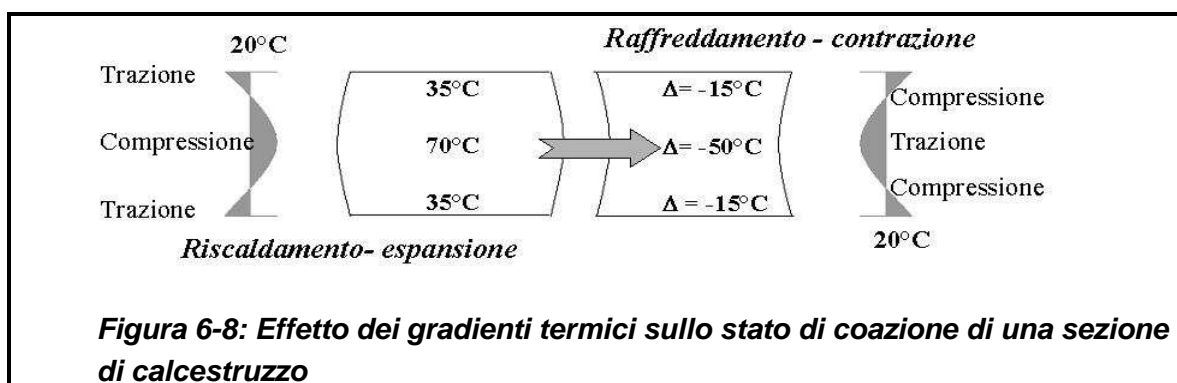 Raffreddamento - contrazione
20°C
Trazione
35°C
Δ= -15°C
Compressione
Compressione
70°C
Δ= -50°C
Trazione
Compressione
Trazione
35°C
Δ = -15°C
20°C
Riscaldamento- espansione
Figura 6-8: Effetto dei gradienti termici sullo stato di coazione di una sezione
di calcestruzzo